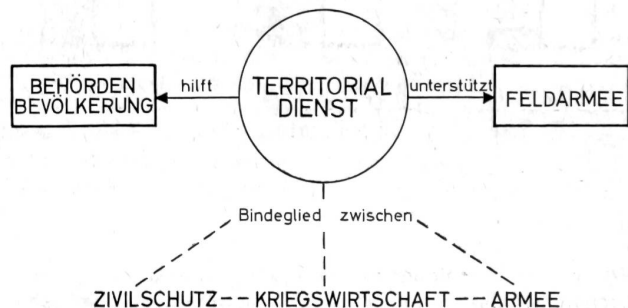 BEHÖRDEN
BEVÖLKERUNG
hilft
TERRITORIAL
DIENST
unterstützt
FELDARMEE
Bindeglied zwischen
ZIVILSCHUTZ -- KRIEGSWIRTSCHAFT -- ARMEE